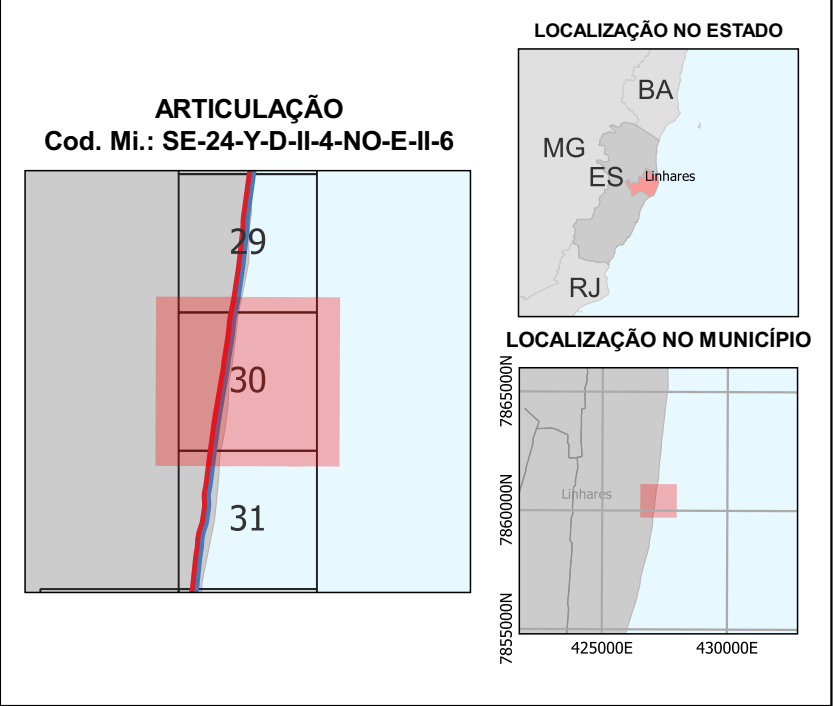 ARTICULAÇÃO
Cod. Mi.: SE-24-Y-D-II-4-NO-E-II-6
29
30
31
LOCALIZAÇÃO NO ESTADO
BA
MG
ES
Linhares
RJ
LOCALIZAÇÃO NO MUNICÍPIO
7865000N
7860000N
7855000N
Linhares
425000E
430000E